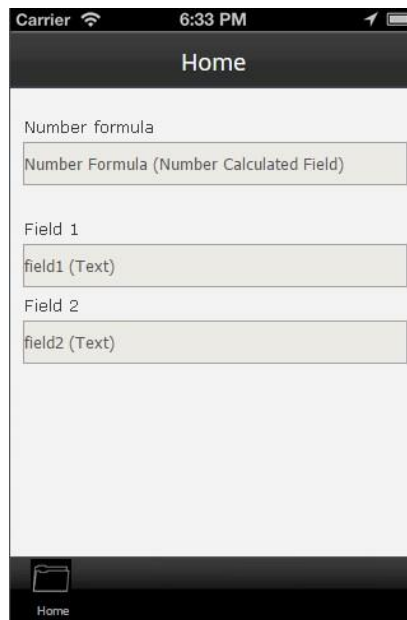 Carrier 6:33 PM
Home
Number formula
Number Formula (Number Calculated Field)
Field 1
field1 (Text)
Field 2
field2 (Text)
Home